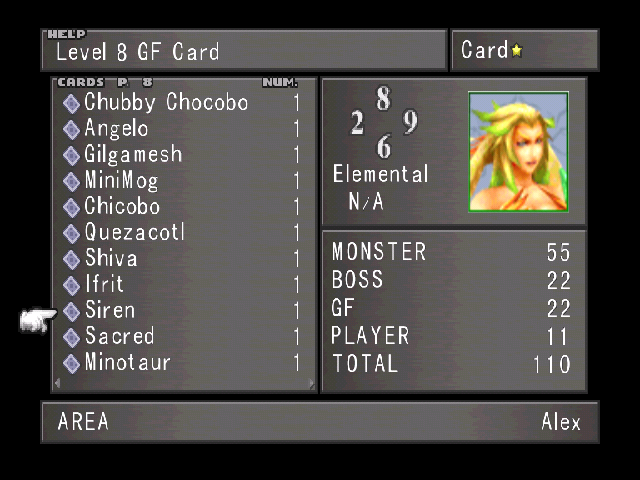 HELP
Level 8 GF Card
Card
CARDS P. 8 NUM.
Chubby Chocobo 1
Angelo 1
Gilgamesh 1
MiniMog 1
Chicobo 1
Quezacotl 1
Shiva 1
Ifrit 1
Siren 1
Sacred 1
Minotaur 1
8
2 9
6
Elemental
N/A
MONSTER 55
BOSS 22
GF 22
PLAYER 11
TOTAL 110
AREA Alex